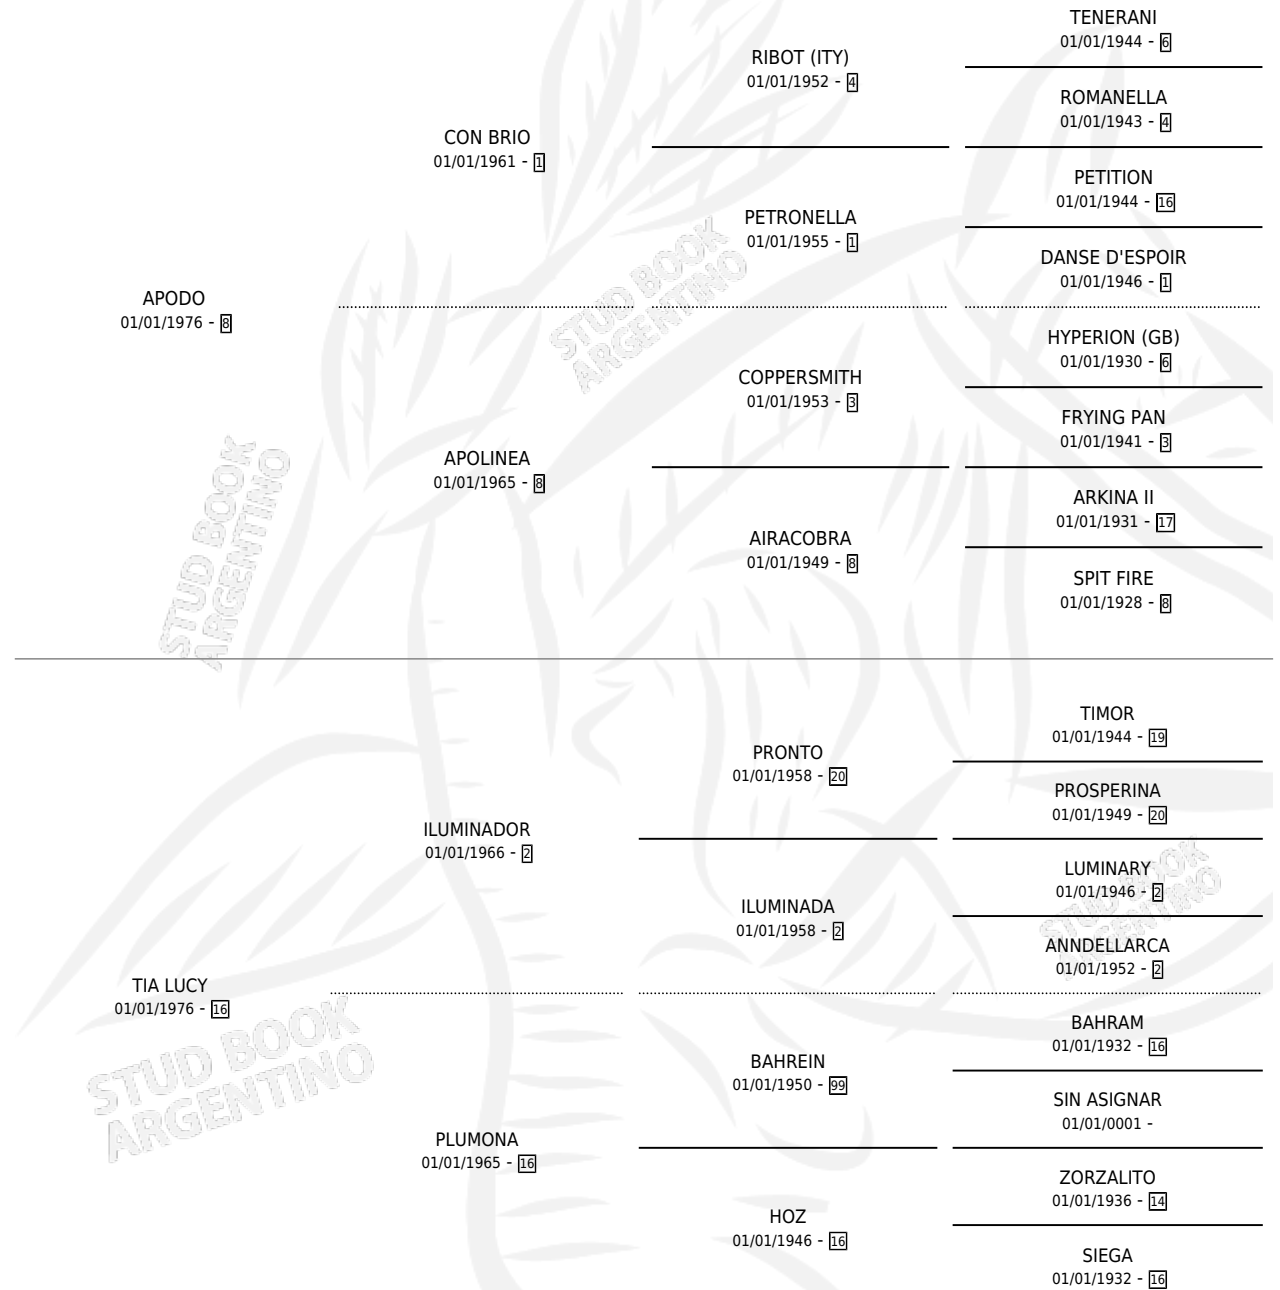 TENERANI
01/01/1944 - 6
RIBOT (ITY)
01/01/1952 - 4
ROMANELLA
01/01/1943 - 4
CON BRIO
01/01/1961 - 1
PETITION
01/01/1944 - 16
PETRONELLA
01/01/1955 - 1
DANSE D'ESPOIR
01/01/1946 - 1
APODO
01/01/1976 - 8
HYPERION (GB)
01/01/1930 - 6
COPPERSMITH
01/01/1953 - 3
FRYING PAN
01/01/1941 - 3
APOLINEA
01/01/1965 - 8
ARKINA II
01/01/1931 - 17
AIRACOBRA
01/01/1949 - 8
SPIT FIRE
01/01/1928 - 8
STUD BOOK
ARGENTINO
STUD BOOK
ARGENTINO
TIMOR
01/01/1944 - 19
PRONTO
01/01/1958 - 20
PROSPERINA
01/01/1949 - 20
ILUMINADOR
01/01/1966 - 2
LUMINARY
01/01/1946 - 2
ILUMINADA
01/01/1958 - 2
ANNDELLARCA
01/01/1952 - 2
TIA LUCY
01/01/1976 - 16
BAHRAM
01/01/1932 - 16
BAHREIN
01/01/1950 - 99
SIN ASIGNAR
01/01/0001 -
PLUMONA
01/01/1965 - 16
ZORZALITO
01/01/1936 - 14
HOZ
01/01/1946 - 16
SIEGA
01/01/1932 - 16
STUD BOOK
ARGENTINO
STUD BOOK
ARGENTINO